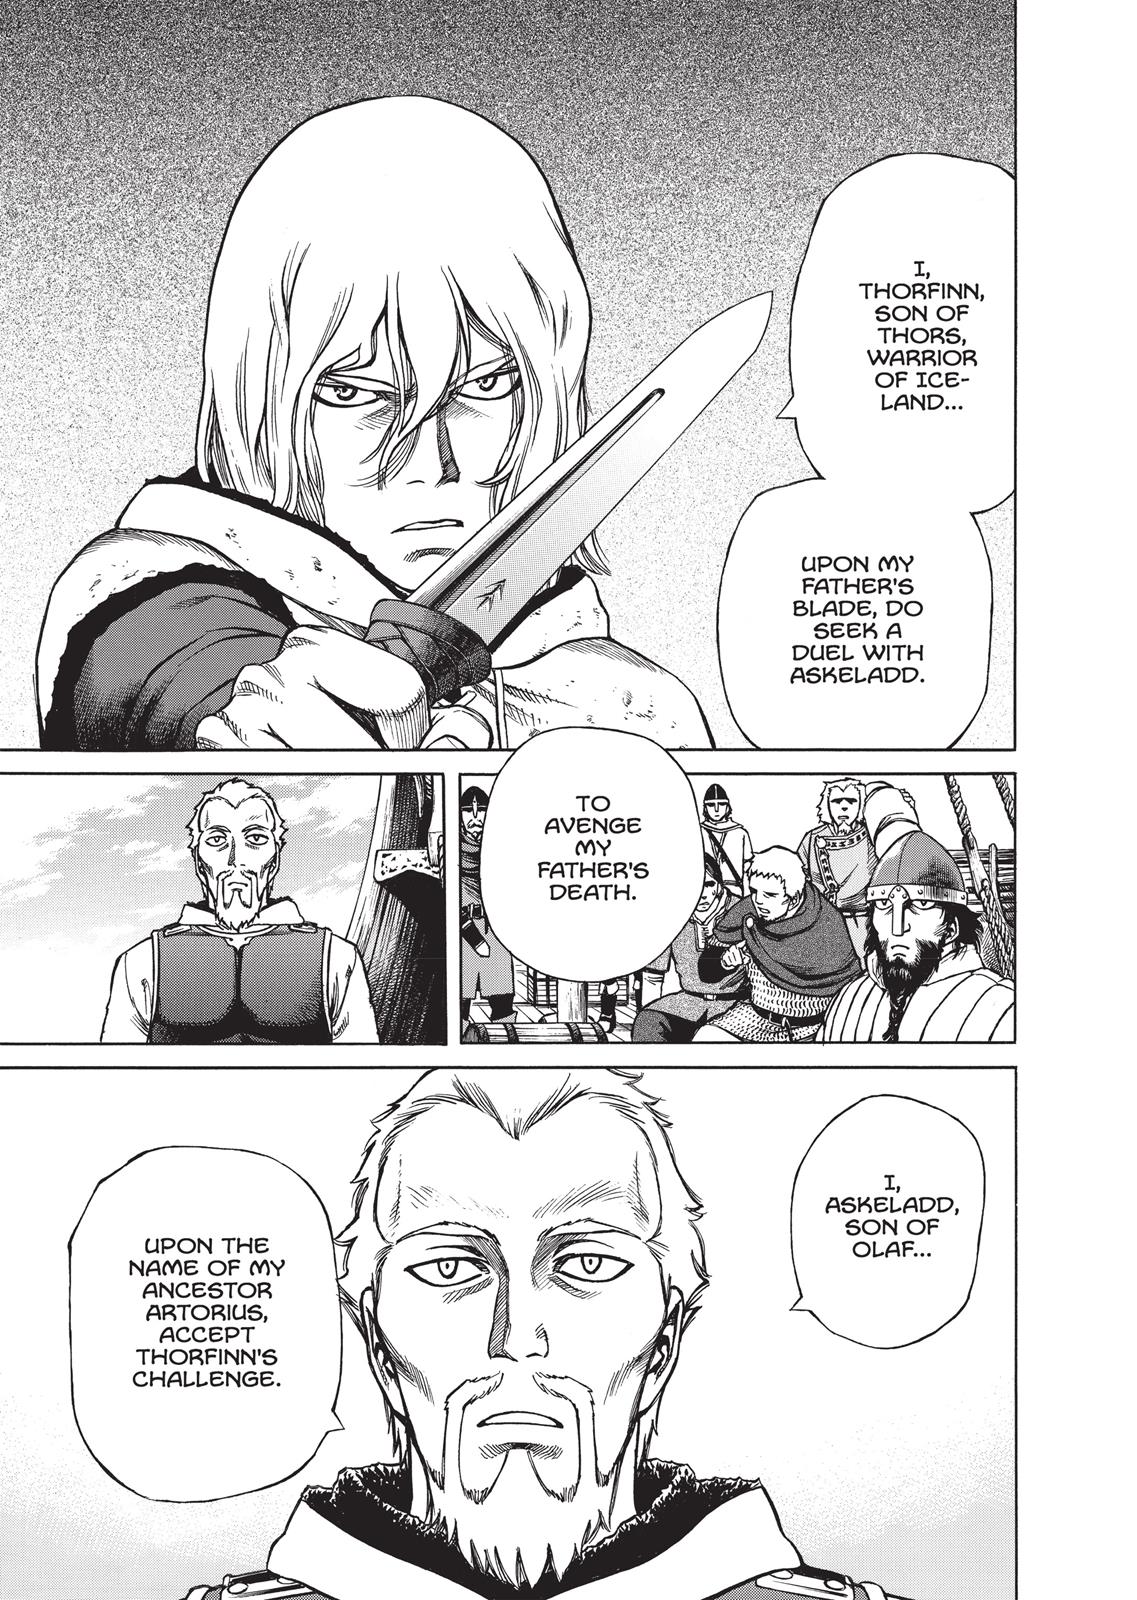 I,
THORFINN,
SON OF
THORS,
WARRIOR
OF ICE-
LAND...
UPON MY
FATHER'S
BLADE, DO
SEEK A
DUEL WITH
ASKELADD.
TO
AVENGE
MY
FATHER'S
DEATH.
I,
ASKELADD,
SON OF
OLAF...
UPON THE
NAME OF MY
ANCESTOR
ARTORIUS,
ACCEPT
THORFINN'S
CHALLENGE.